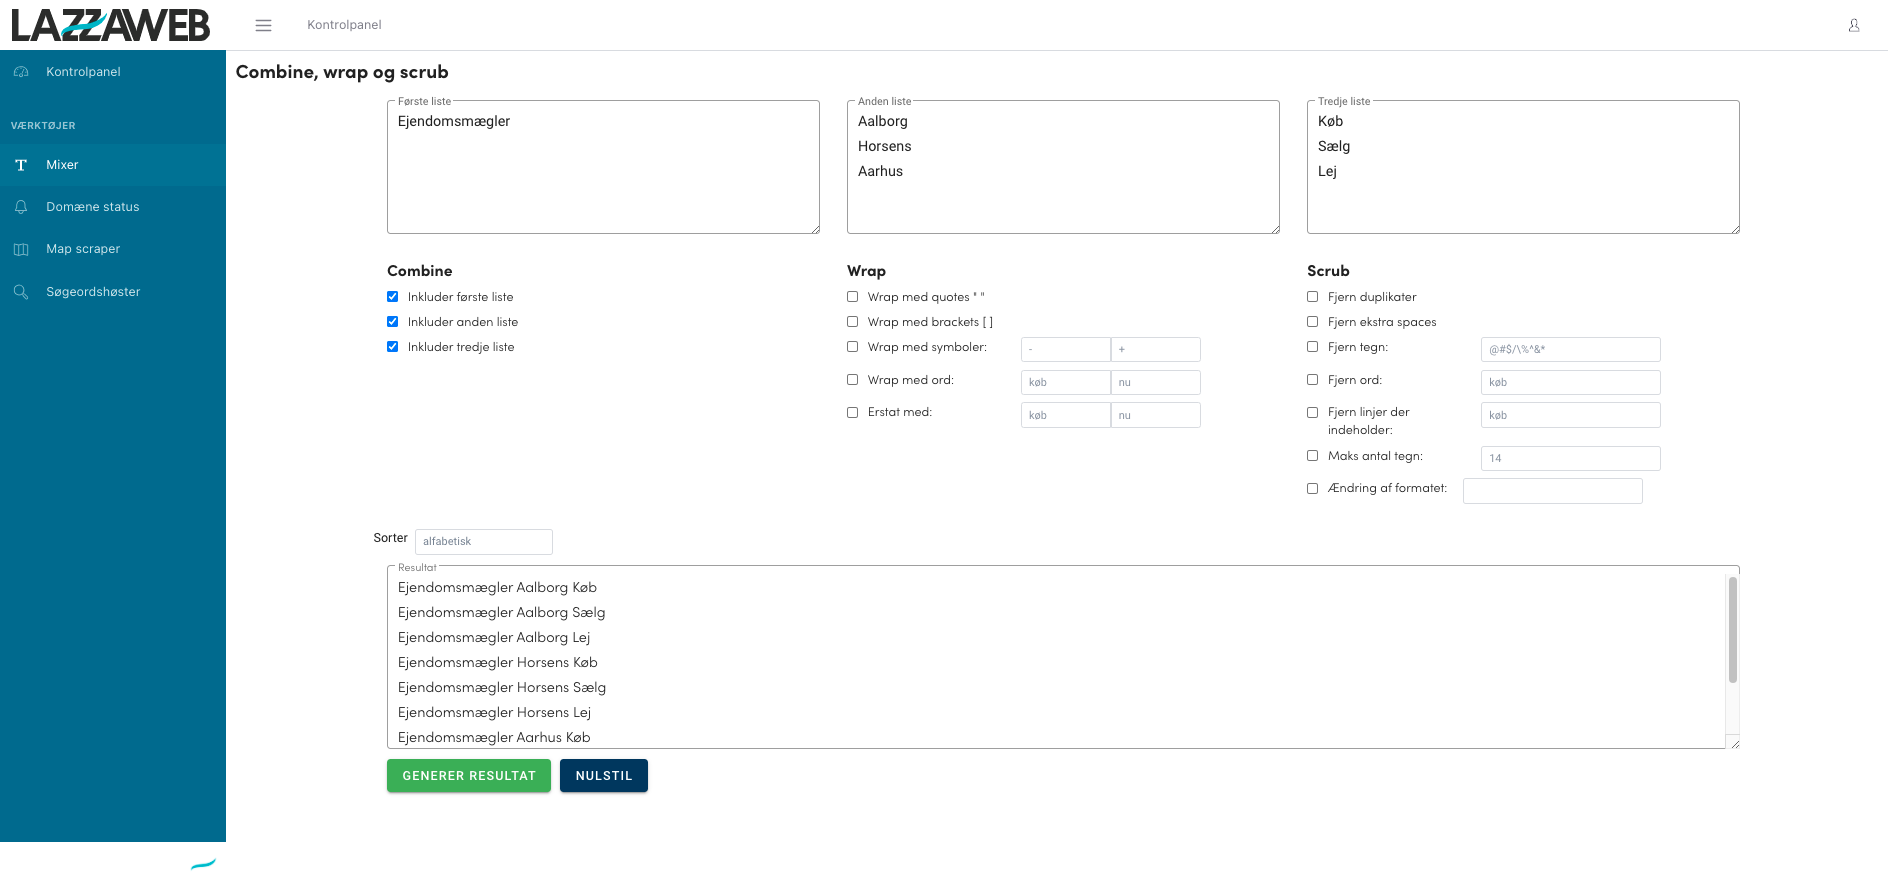 LAZZAWEB
Kontrolpanel
Kontrolpanel
VÆRKTØJER
Mixer
Domæne status
Map scraper
Søgeordshøster
Combine, wrap og scrub
Første liste
Ejendomsmægler
Anden liste
Aalborg
Horsens
Aarhus
Tredje liste
Køb
Sælg
Lej
Combine
Inkluder første liste
Inkluder anden liste
Inkluder tredje liste
Wrap
Wrap med quotes " "
Wrap med brackets [ ]
Wrap med symboler: - +
Wrap med ord: køb nu
Erstat med: køb nu
Scrub
Fjern duplikater
Fjern ekstra spaces
Fjern tegn: @#$/\%^&*
Fjern ord: køb
Fjern linjer der
indeholder: køb
Maks antal tegn: 14
Ændring af formatet:
Sorter alfabetisk
Resultat
Ejendomsmægler Aalborg Køb
Ejendomsmægler Aalborg Sælg
Ejendomsmægler Aalborg Lej
Ejendomsmægler Horsens Køb
Ejendomsmægler Horsens Sælg
Ejendomsmægler Horsens Lej
Ejendomsmægler Aarhus Køb
GENERER RESULTAT
NULSTIL